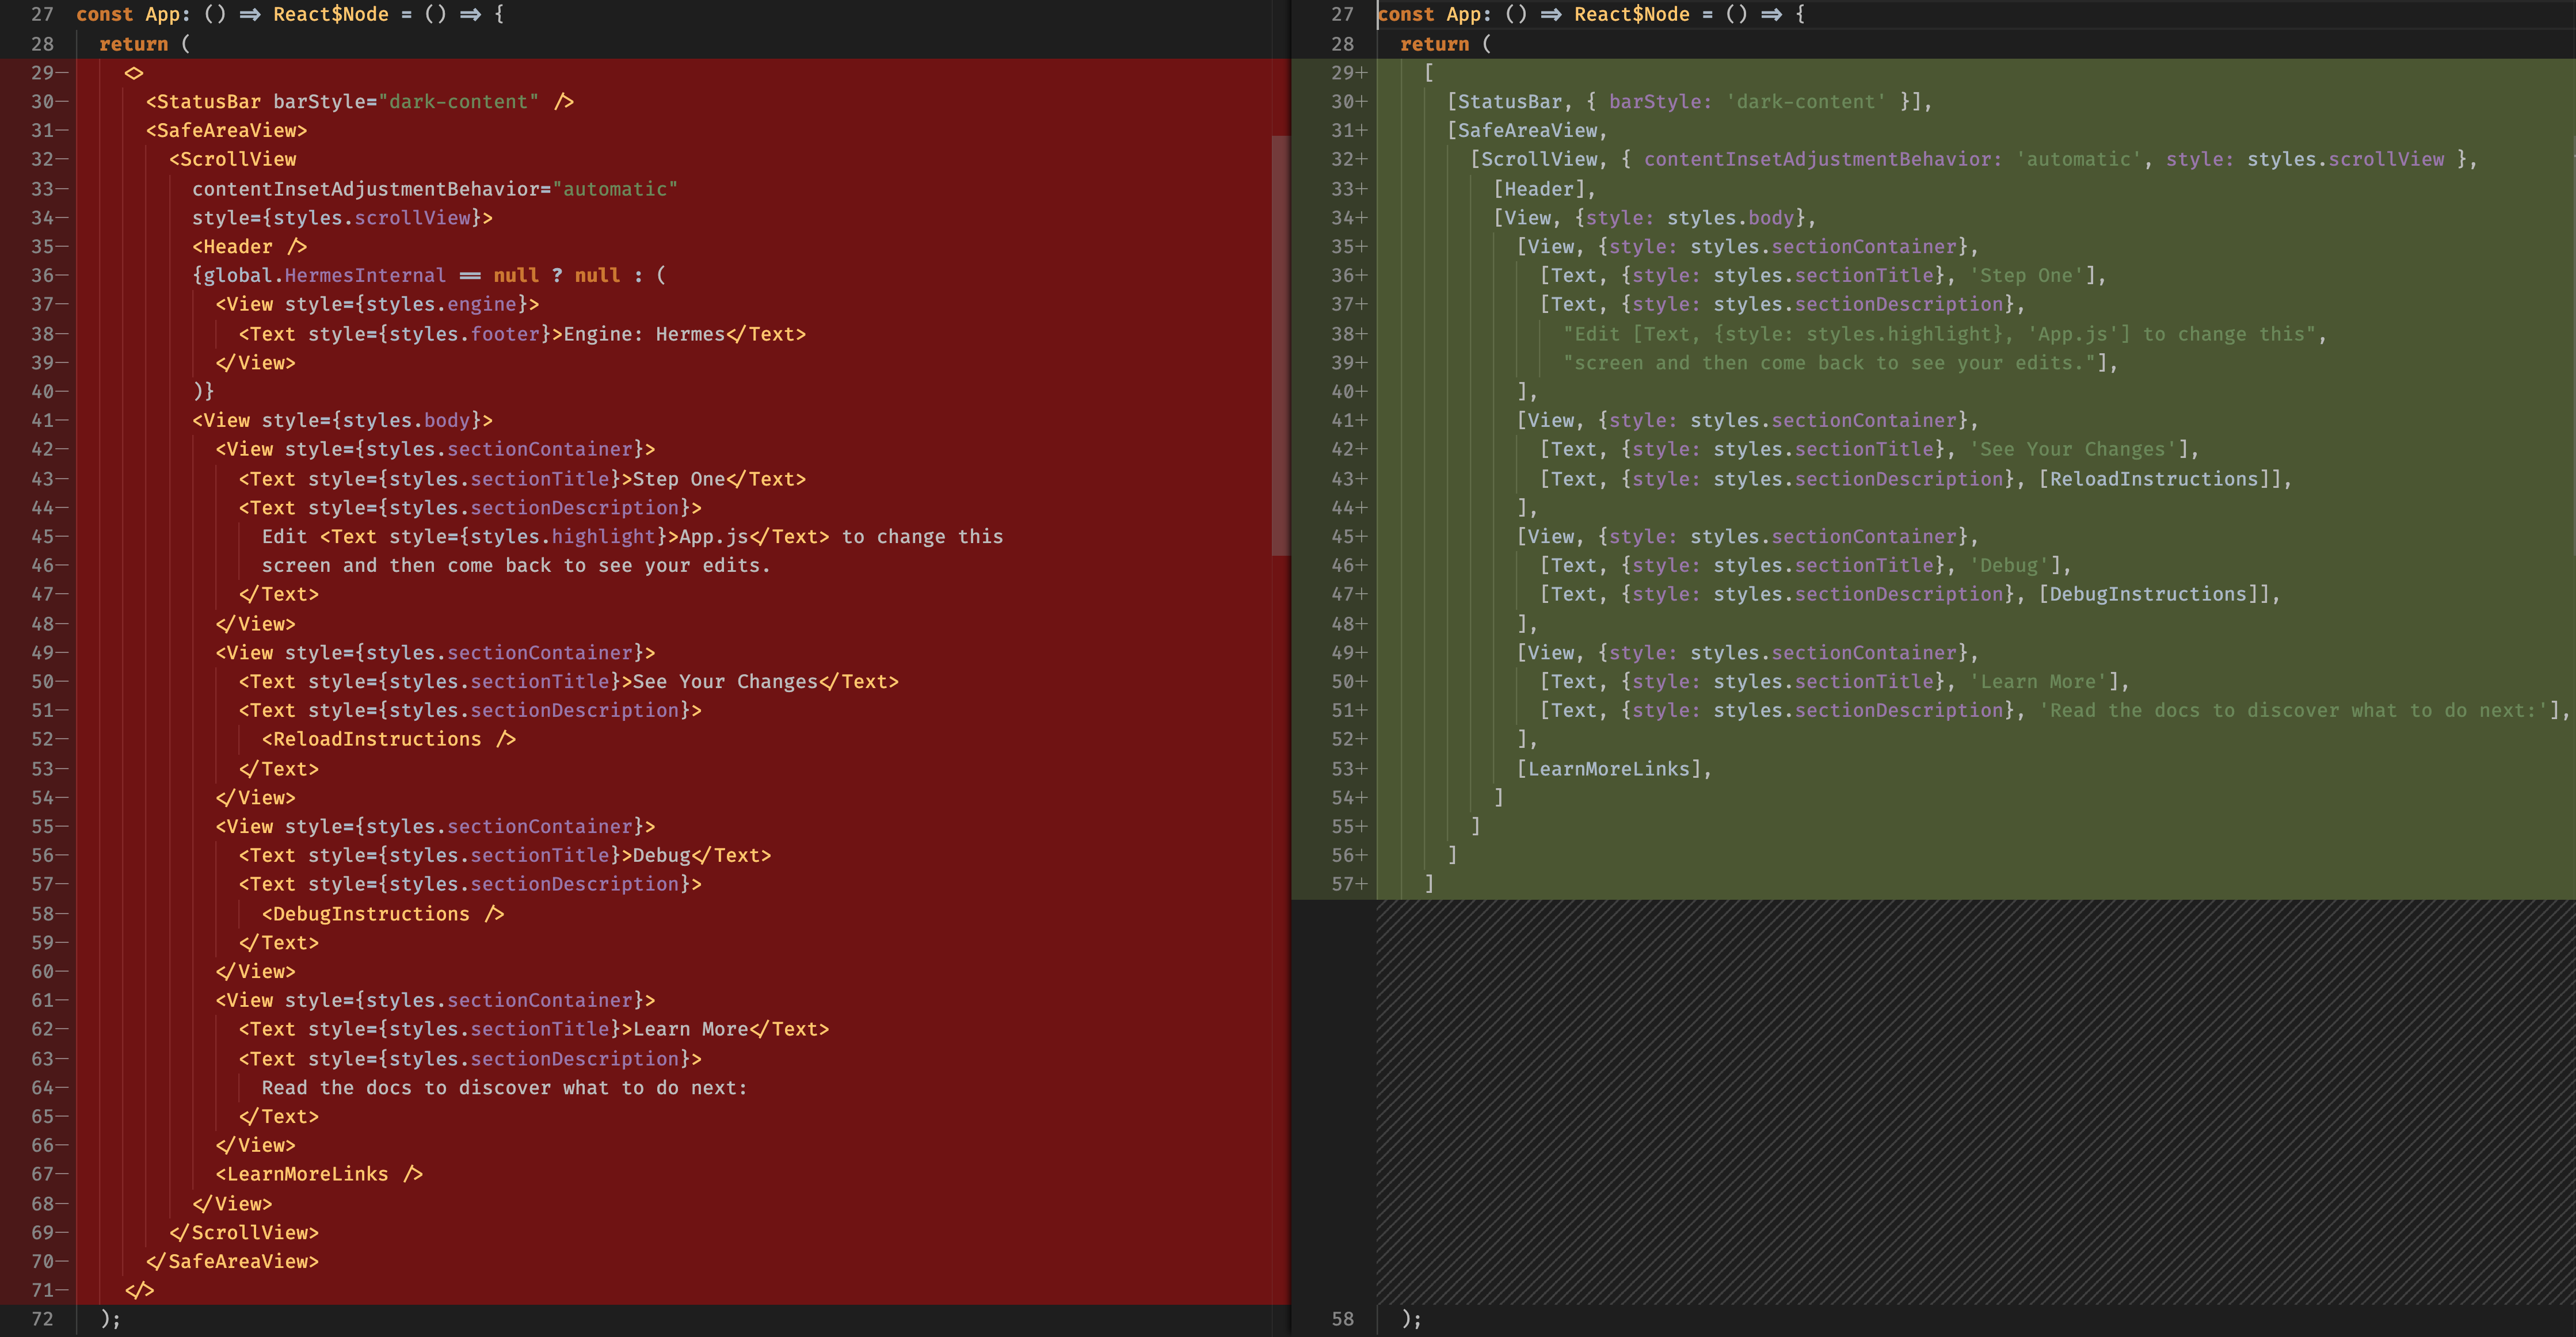 27 const App: () => React$Node = () => {
28 return (
29— <>
30— <StatusBar barStyle="dark-content" />
31— <SafeAreaView>
32— <ScrollView
33— contentInsetAdjustmentBehavior="automatic"
34— style={styles.scrollView}>
35— <Header />
36— {global.HermesInternal == null ? null : (
37— <View style={styles.engine}>
38— <Text style={styles.footer}>Engine: Hermes</Text>
39— </View>
40— )}
41— <View style={styles.body}>
42— <View style={styles.sectionContainer}>
43— <Text style={styles.sectionTitle}>Step One</Text>
44— <Text style={styles.sectionDescription}>
45— Edit <Text style={styles.highlight}>App.js</Text> to change this
46— screen and then come back to see your edits.
47— </Text>
48— </View>
49— <View style={styles.sectionContainer}>
50— <Text style={styles.sectionTitle}>See Your Changes</Text>
51— <Text style={styles.sectionDescription}>
52— <ReloadInstructions />
53— </Text>
54— </View>
55— <View style={styles.sectionContainer}>
56— <Text style={styles.sectionTitle}>Debug</Text>
57— <Text style={styles.sectionDescription}>
58— <DebugInstructions />
59— </Text>
60— </View>
61— <View style={styles.sectionContainer}>
62— <Text style={styles.sectionTitle}>Learn More</Text>
63— <Text style={styles.sectionDescription}>
64— Read the docs to discover what to do next:
65— </Text>
66— </View>
67— <LearnMoreLinks />
68— </View>
69— </ScrollView>
70— </SafeAreaView>
71— </>
72 );
27 const App: () => React$Node = () => {
28 return (
29+ [
30+ [StatusBar, { barStyle: 'dark-content' }],
31+ [SafeAreaView,
32+ [ScrollView, { contentInsetAdjustmentBehavior: 'automatic', style: styles.scrollView },
33+ [Header],
34+ [View, {style: styles.body},
35+ [View, {style: styles.sectionContainer},
36+ [Text, {style: styles.sectionTitle}, 'Step One'],
37+ [Text, {style: styles.sectionDescription},
38+ "Edit [Text, {style: styles.highlight}, 'App.js'] to change this",
39+ "screen and then come back to see your edits."],
40+ ],
41+ [View, {style: styles.sectionContainer},
42+ [Text, {style: styles.sectionTitle}, 'See Your Changes'],
43+ [Text, {style: styles.sectionDescription}, [ReloadInstructions]],
44+ ],
45+ [View, {style: styles.sectionContainer},
46+ [Text, {style: styles.sectionTitle}, 'Debug'],
47+ [Text, {style: styles.sectionDescription}, [DebugInstructions]],
48+ ],
49+ [View, {style: styles.sectionContainer},
50+ [Text, {style: styles.sectionTitle}, 'Learn More'],
51+ [Text, {style: styles.sectionDescription}, 'Read the docs to discover what to do next:'],
52+ ],
53+ [LearnMoreLinks],
54+ ]
55+ ]
56+ ]
57+ ]
58 );